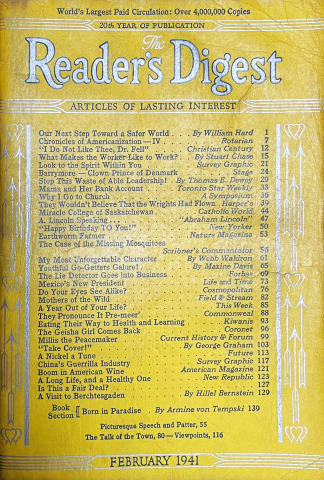 World's Largest Paid Circulation: Over 4,000,000 Copies
20th YEAR OF PUBLICATION
The
Reader's Digest
ARTICLES OF LASTING INTEREST
Our Next Step Toward a Safer World . . . By William Hard 1
Chronicles of Americanization—IV . . . Rotarian 7
"I Do Not Like Thee, Dr. Fell" . . . Christian Century 12
What Makes the Worker Like to Work? . . By Stuart Chase 15
Look to the Spirit Within You . . . Survey Graphic 21
Barrymore — Clown Prince of Denmark . . . Stage 24
Stop This Waste of Able Leadership! . By Thomas E. Dewey 29
Mama and Her Bank Account . . Toronto Star Weekly 33
Why I Go to Church . . . A Symposium 36
They Wouldn't Believe That the Wrights Had Flown . Harper's 39
Miracle College of Saskatchewan . . . Catholic World 44
A. Lincoln Speaking . . . "Abraham Lincoln" 47
"Happy Birthday TO You!" . . . New Yorker 50
Earthworm Farmer . . . Nature Magazine 53
The Case of the Missing Mosquitoes
Scribner's Commentator 56
My Most Unforgettable Character . . By Webb Waldron 61
Youthful Go-Getters Galore! . . . By Maxine Davis 65
The Lie Detector Goes Into Business . . . Forbes 69
Mexico's New President . . . Life and Time 73
Do Your Eyes See Alike? . . . Cosmopolitan 76
Mothers of the Wild . . . Field & Stream 82
A Year Out of Your Life? . . . This Week 85
They Pronounce It Pre-meer' . . . Commonweal 88
Eating Their Way to Health and Learning . . . Kiwanis 93
The Geisha Girl Comes Back . . . Coronet 96
Millis the Peacemaker . . . Current History & Forum 99
"Take Cover!" . . . By George Graham 103
A Nickel a Tune . . . Future 113
China's Guerrilla Industry . . . Survey Graphic 117
Boom in American Wine . . . American Magazine 121
A Long Life, and a Healthy One . . . New Republic 123
Is This a Fair Deal? . . . 127
A Visit to Berchtesgaden . . . By Hillel Bernstein 129
Book Section Born in Paradise . By Armine von Tempski 139
Picturesque Speech and Patter, 55
The Talk of the Town, 80 — Viewpoints, 116
FEBRUARY 1941